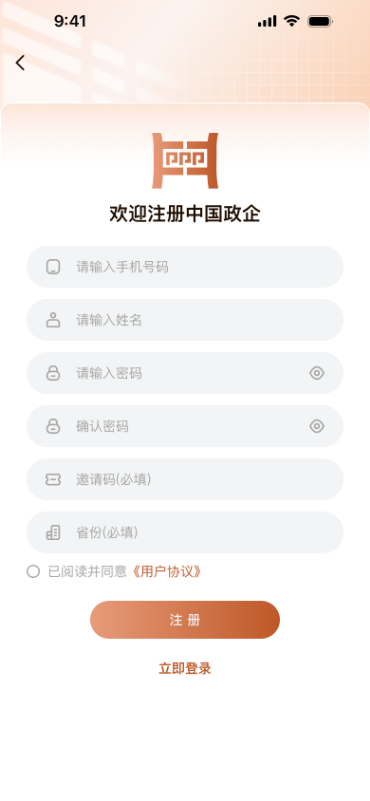 9:41
PPP
欢迎注册中国政企
请输入手机号码
请输入姓名
请输入密码
确认密码
邀请码(必填)
省份(必填)
已阅读并同意《用户协议》
注 册
立即登录